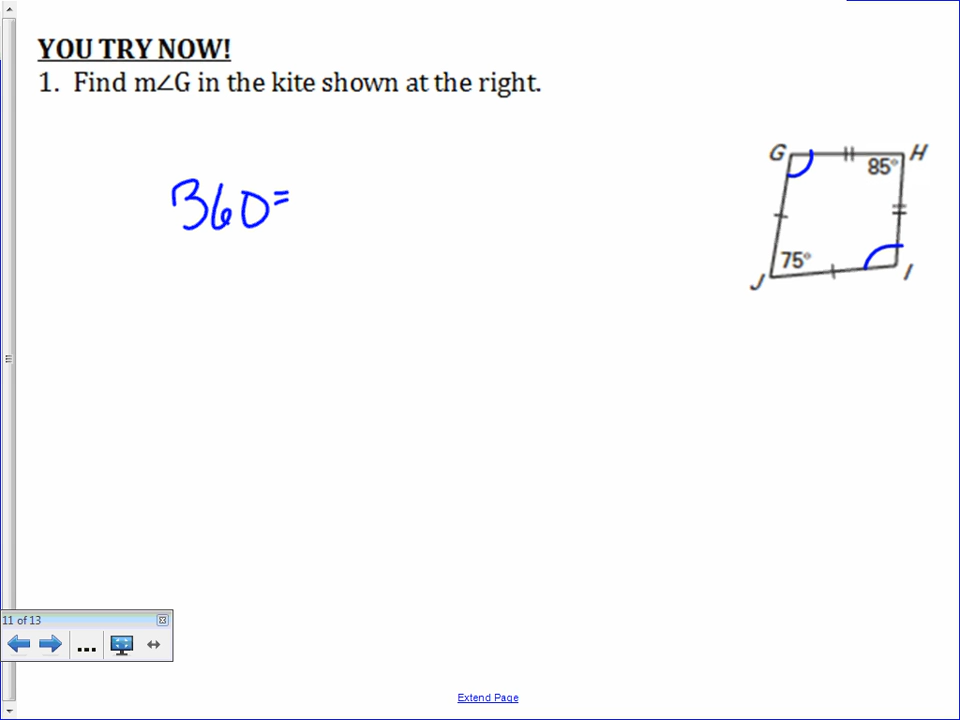 YOU TRY NOW!
1. Find m∠G in the kite shown at the right.
G H
85°
360=
75°
J I
11 of 13
...
Extend Page